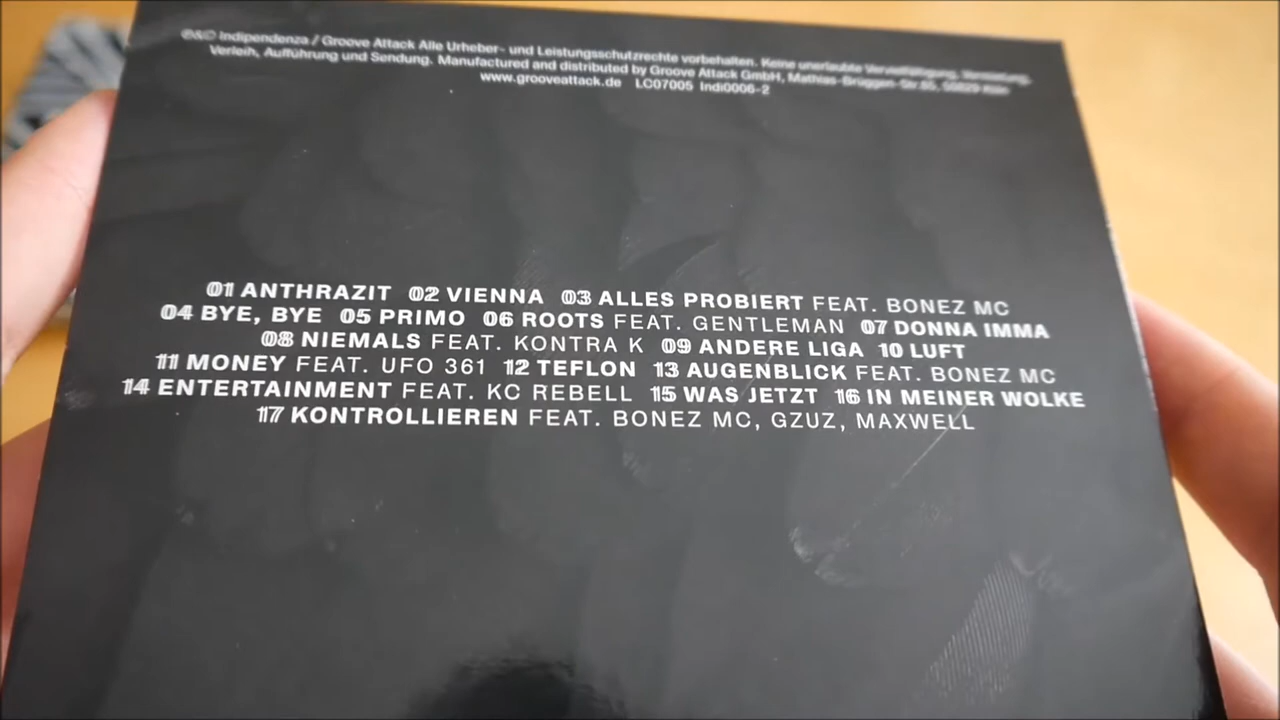 ℗&© Indipendenza / Groove Attack Alle Urheber- und Leistungsschutzrechte vorbehalten. Keine unerlaubte Vervielfältigung, Vermietung,
Verleih, Aufführung und Sendung. Manufactured and distributed by Groove Attack GmbH, Mathias-Brüggen-Str.85, 50829 Köln
www.grooveattack.de LC07005 Indi0006-2
01 ANTHRAZIT 02 VIENNA 03 ALLES PROBIERT FEAT. BONEZ MC
04 BYE, BYE 05 PRIMO 06 ROOTS FEAT. GENTLEMAN 07 DONNA IMMA
08 NIEMALS FEAT. KONTRA K 09 ANDERE LIGA 10 LUFT
11 MONEY FEAT. UFO 361 12 TEFLON 13 AUGENBLICK FEAT. BONEZ MC
14 ENTERTAINMENT FEAT. KC REBELL 15 WAS JETZT 16 IN MEINER WOLKE
17 KONTROLLIEREN FEAT. BONEZ MC, GZUZ, MAXWELL